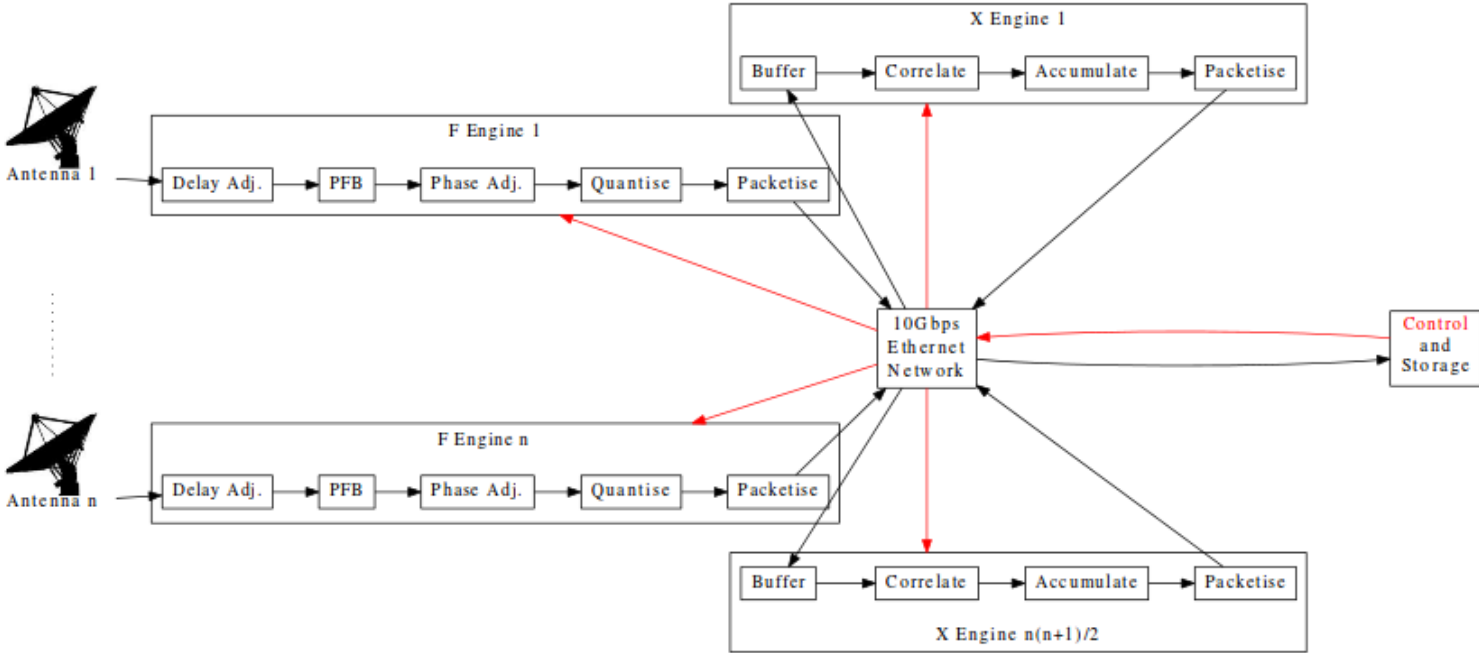 X Engine 1
Buffer
Correlate
Accumulate
Packetise
F Engine 1
Antenna 1
Delay Adj.
PFB
Phase Adj.
Quantise
Packetise
10Gbps
Ethernet
Network
Control
and
Storage
F Engine n
Antenna n
Delay Adj.
PFB
Phase Adj.
Quantise
Packetise
Buffer
Correlate
Accumulate
Packetise
X Engine n(n+1)/2